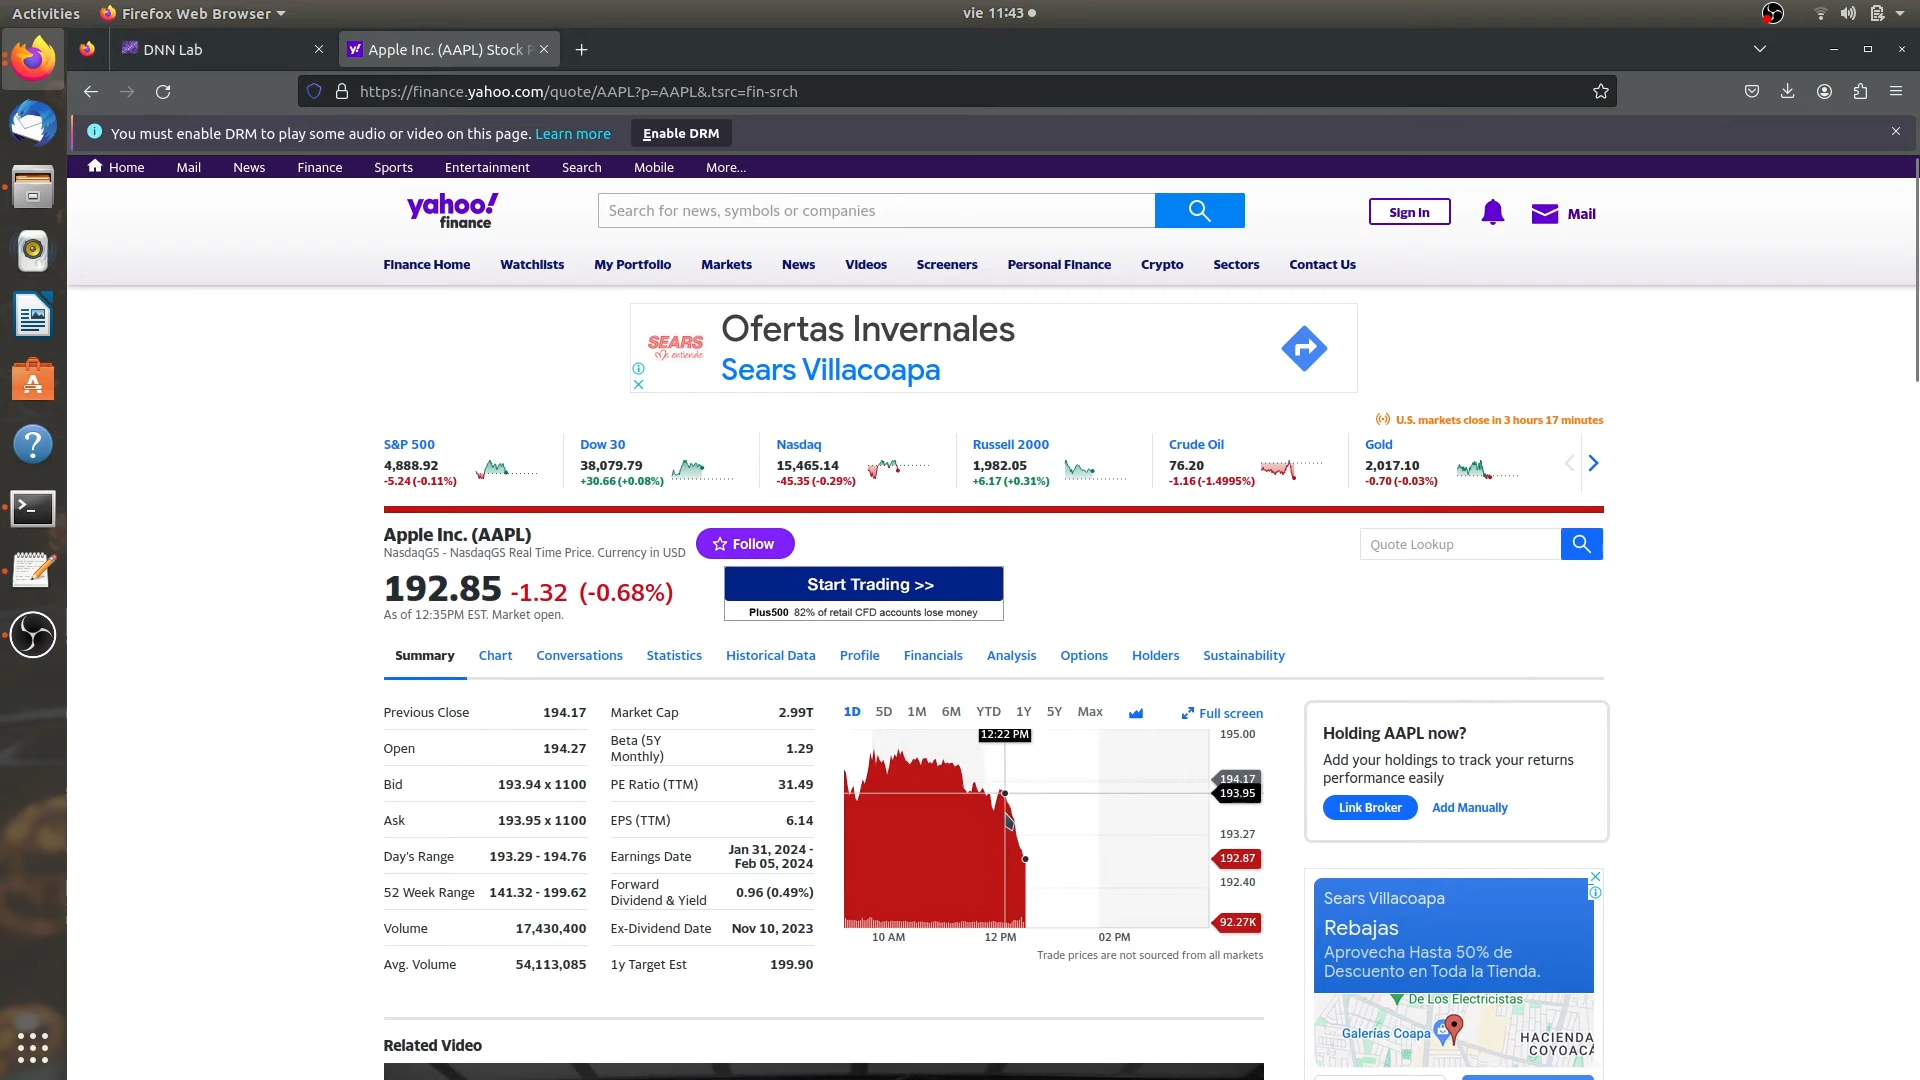 Activities
Firefox Web Browser
vie 11:43
DNN Lab
Apple Inc. (AAPL) Stock P
https://finance.yahoo.com/quote/AAPL?p=AAPL&.tsrc=fin-srch
You must enable DRM to play some audio or video on this page. Learn more
Enable DRM
Home
Mail
News
Finance
Sports
Entertainment
Search
Mobile
More...
yahoo!
finance
Search for news, symbols or companies
Sign in
Mail
Finance Home
Watchlists
My Portfolio
Markets
News
Videos
Screeners
Personal Finance
Crypto
Sectors
Contact Us
SEARS
Me entiende
Ofertas Invernales
Sears Villacoapa
U.S. markets close in 3 hours 17 minutes
S&P 500
4,888.92
-5.24 (-0.11%)
Dow 30
38,079.79
+30.66 (+0.08%)
Nasdaq
15,465.14
-45.35 (-0.29%)
Russell 2000
1,982.05
+6.17 (+0.31%)
Crude Oil
76.20
-1.16 (-1.4995%)
Gold
2,017.10
-0.70 (-0.03%)
Apple Inc. (AAPL)
NasdaqGS - NasdaqGS Real Time Price. Currency in USD
Follow
Quote Lookup
192.85 -1.32 (-0.68%)
As of 12:35PM EST. Market open.
Start Trading >>
Plus500 82% of retail CFD accounts lose money
Summary
Chart
Conversations
Statistics
Historical Data
Profile
Financials
Analysis
Options
Holders
Sustainability
Previous Close 194.17
Open 194.27
Bid 193.94 x 1100
Ask 193.95 x 1100
Day's Range 193.29 - 194.76
52 Week Range 141.32 - 199.62
Volume 17,430,400
Avg. Volume 54,113,085
Market Cap 2.99T
Beta (5Y
Monthly) 1.29
PE Ratio (TTM) 31.49
EPS (TTM) 6.14
Earnings Date Jan 31, 2024 -
Feb 05, 2024
Forward
Dividend & Yield 0.96 (0.49%)
Ex-Dividend Date Nov 10, 2023
1y Target Est 199.90
1D
5D
1M
6M
YTD
1Y
5Y
Max
Full screen
12:22 PM
195.00
194.17
193.95
193.27
192.87
192.40
92.27K
10 AM
12 PM
02 PM
Trade prices are not sourced from all markets
Holding AAPL now?
Add your holdings to track your returns
performance easily
Link Broker
Add Manually
Sears Villacoapa
Rebajas
Aprovecha Hasta 50% de
Descuento en Toda la Tienda.
De Los Electricistas
Galerías Coapa
HACIENDA
COYOACÁ
Related Video